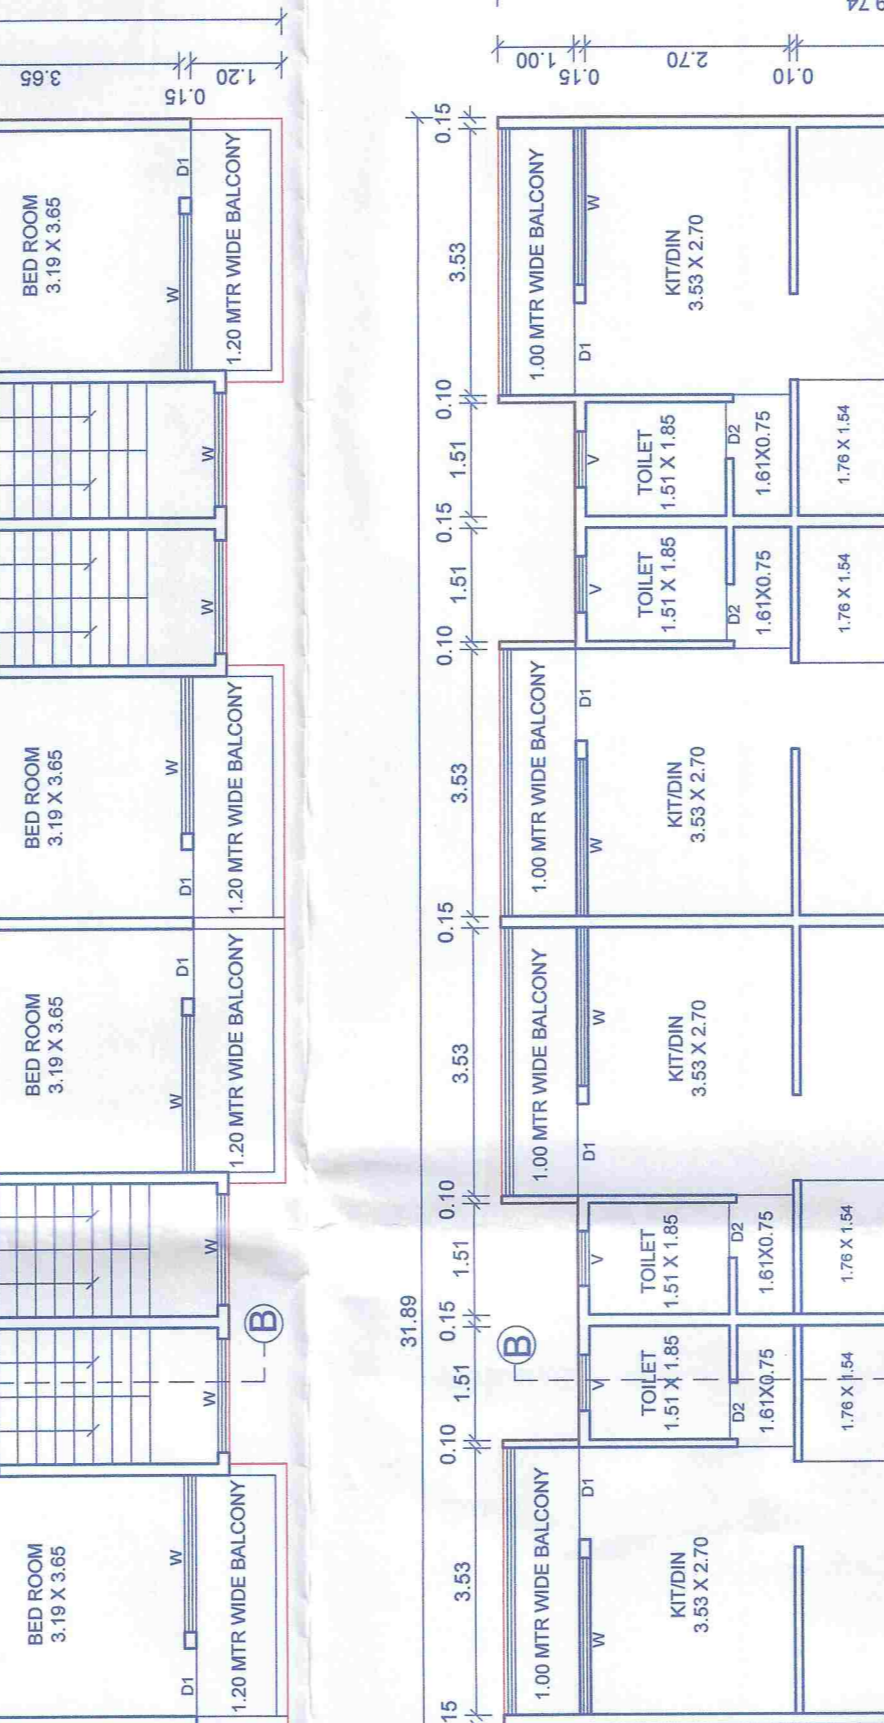 3.65
0.15
1.20
BED ROOM
3.19 X 3.65
D1
W
1.20 MTR WIDE BALCONY
W
W
BED ROOM
3.19 X 3.65
W
D1
1.20 MTR WIDE BALCONY
BED ROOM
3.19 X 3.65
D1
W
1.20 MTR WIDE BALCONY
W
W
B
BED ROOM
3.19 X 3.65
W
D1
1.20 MTR WIDE BALCONY
9.74
1.00
0.15
2.70
0.10
0.15
3.53
0.10
1.51
0.15
1.51
0.10
3.53
0.15
3.53
0.10
1.51
0.15
1.51
0.10
3.53
15
31.89
1.00 MTR WIDE BALCONY
W
D1
KIT/DIN
3.53 X 2.70
V
TOILET
1.51 X 1.85
D2
1.61X0.75
1.76 X 1.54
V
TOILET
1.51 X 1.85
D2
1.61X0.75
1.76 X 1.54
1.00 MTR WIDE BALCONY
D1
W
KIT/DIN
3.53 X 2.70
1.00 MTR WIDE BALCONY
W
D1
KIT/DIN
3.53 X 2.70
V
TOILET
1.51 X 1.85
D2
1.61X0.75
1.76 X 1.54
B
V
TOILET
1.51 X 1.85
D2
1.61X0.75
1.76 X 1.54
1.00 MTR WIDE BALCONY
D1
W
KIT/DIN
3.53 X 2.70